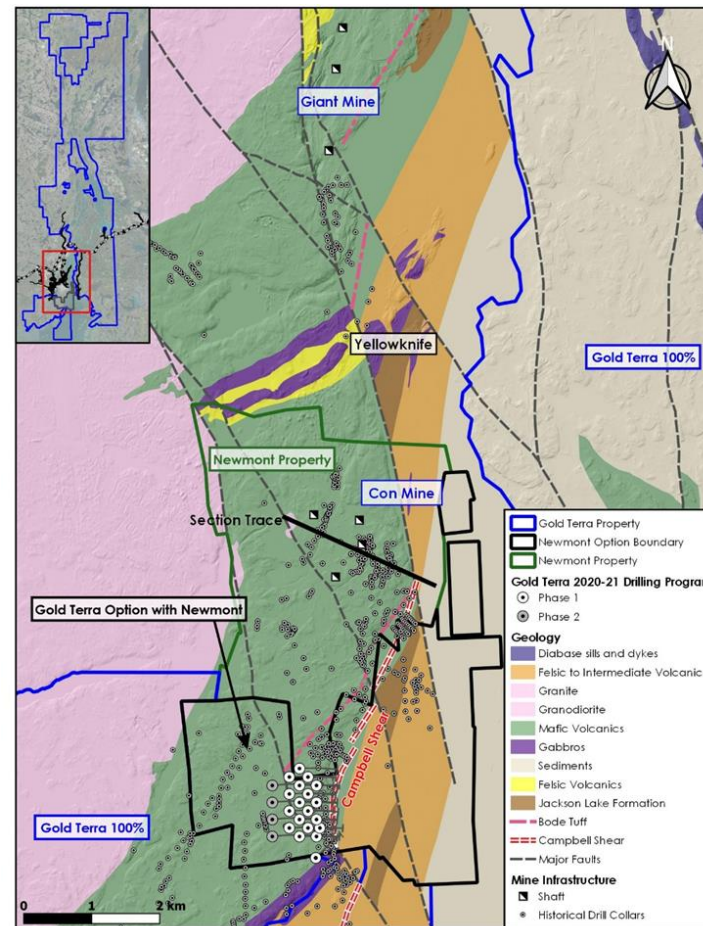 N
Giant Mine
Yellowknife
Gold Terra 100%
Newmont Property
Con Mine
Section Trace
Gold Terra Option with Newmont
Campbell Shear
Gold Terra 100%
0 1 2 km
Gold Terra Property
Newmont Option Boundary
Newmont Property
Gold Terra 2020-21 Drilling Program
Phase 1
Phase 2
Geology
Diabase sills and dykes
Felsic to Intermediate Volcanic
Granite
Granodiorite
Mafic Volcanics
Gabbros
Sediments
Felsic Volcanics
Jackson Lake Formation
Bode Tuff
Campbell Shear
Major Faults
Mine Infrastructure
Shaft
Historical Drill Collars